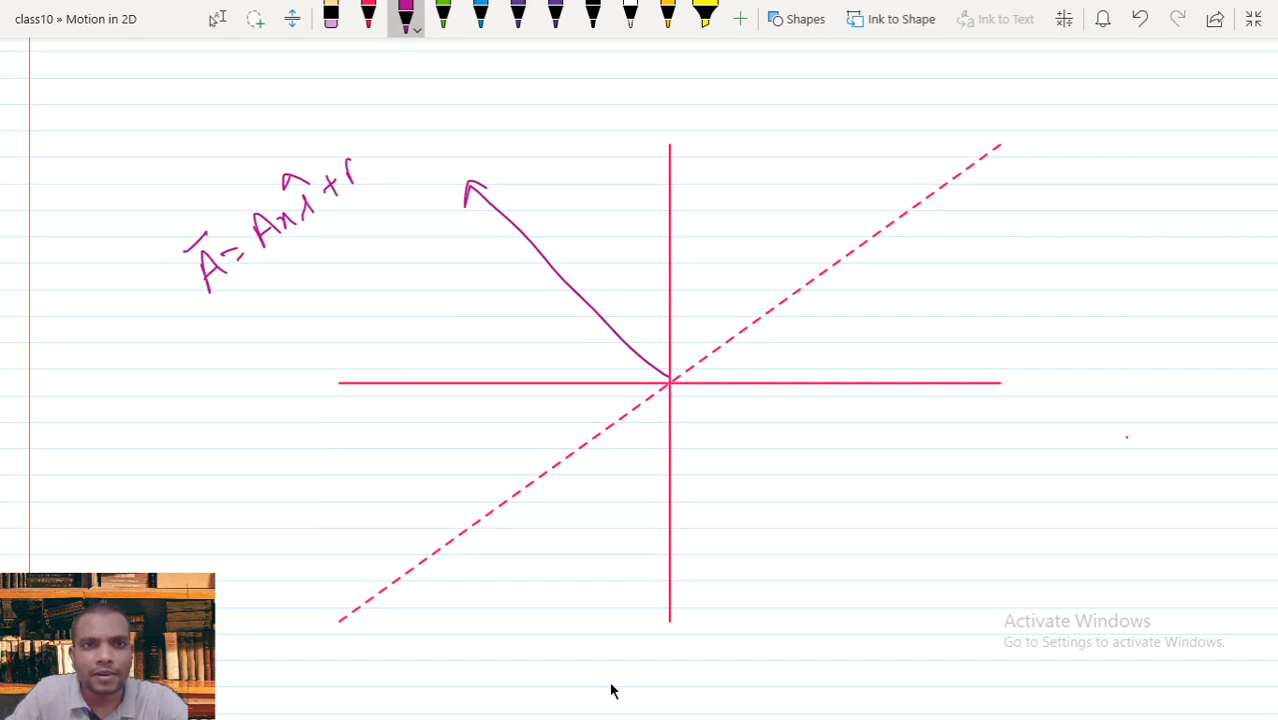 class10 » Motion in 2D
Shapes
Ink to Shape
Ink to Text
A⃗ = Ax î +
Activate Windows
Go to Settings to activate Windows.